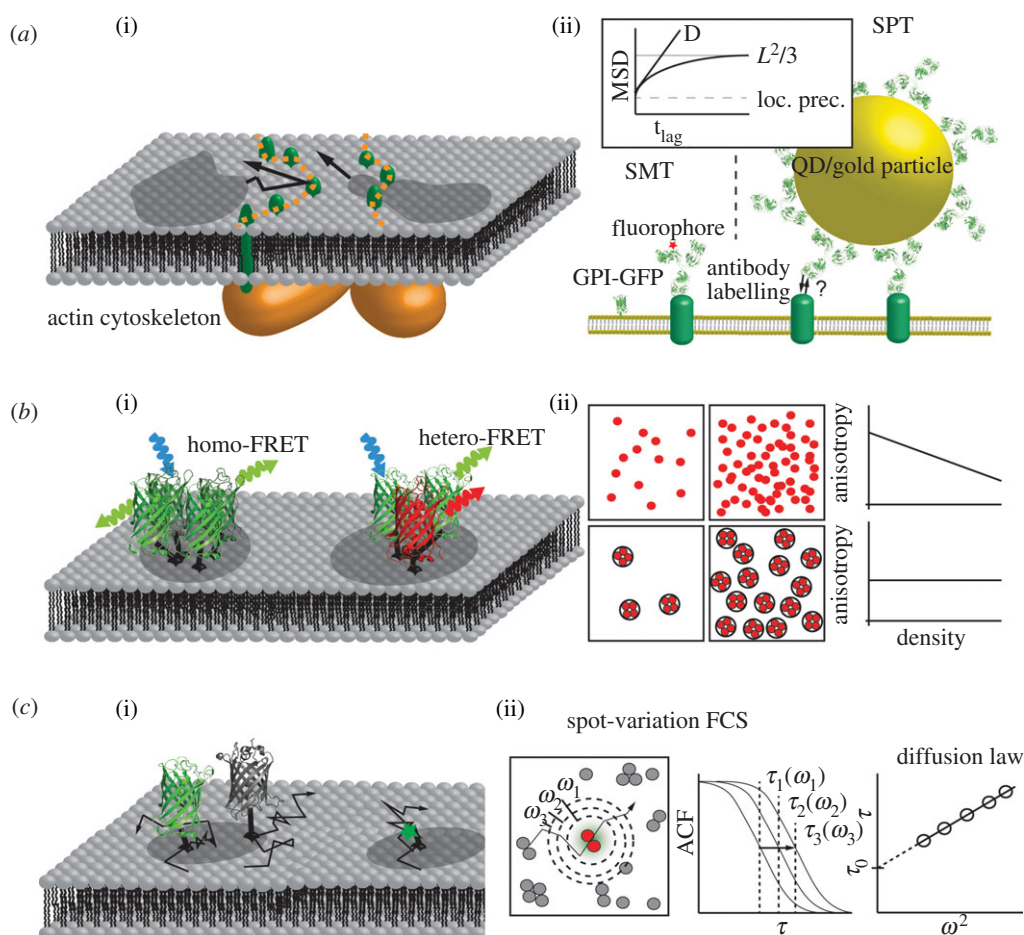 (a)
(i)
actin cytoskeleton
(ii)
SPT
MSD
D
L²/3
loc. prec.
t_lag
SMT
QD/gold particle
fluorophore
GPI-GFP
antibody
labelling
?
(b)
(i)
homo-FRET
hetero-FRET
(ii)
anisotropy
anisotropy
density
(c)
(i)
(ii)
spot-variation FCS
ω₁
ω₂
ω₃
ACF
τ₁(ω₁)
τ₂(ω₂)
τ₃(ω₃)
τ
diffusion law
τ
τ₀
ω²